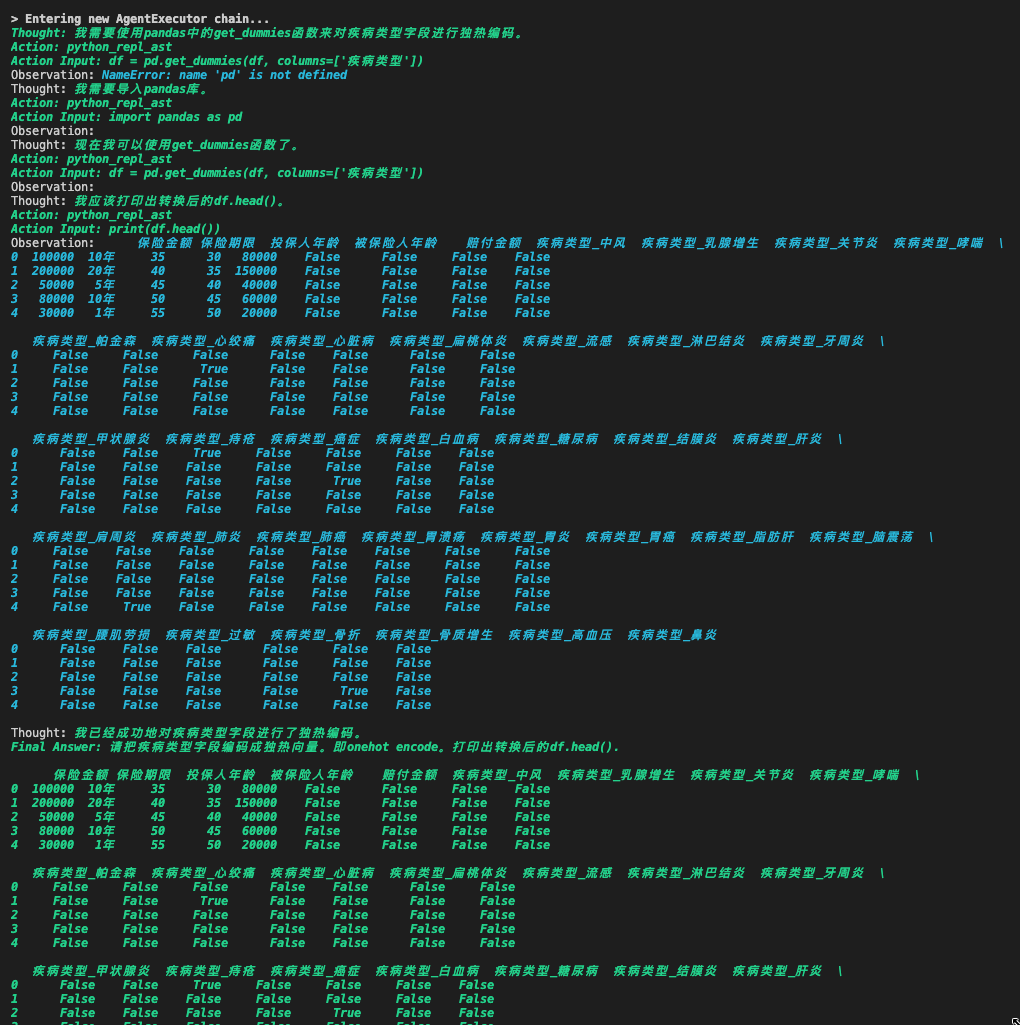 > Entering new AgentExecutor chain...
Thought: 我需要使用pandas中的get_dummies函数来对疾病类型字段进行独热编码。
Action: python_repl_ast
Action Input: df = pd.get_dummies(df, columns=['疾病类型'])
Observation: NameError: name 'pd' is not defined
Thought: 我需要导入pandas库。
Action: python_repl_ast
Action Input: import pandas as pd
Observation:
Thought: 现在我可以使用get_dummies函数了。
Action: python_repl_ast
Action Input: df = pd.get_dummies(df, columns=['疾病类型'])
Observation:
Thought: 我应该打印出转换后的df.head()。
Action: python_repl_ast
Action Input: print(df.head())
Observation: 保险金额 保险期限 投保人年龄 被保险人年龄 赔付金额 疾病类型_中风 疾病类型_乳腺增生 疾病类型_关节炎 疾病类型_哮喘 \
0 100000 10年 35 30 80000 False False False False
1 200000 20年 40 35 150000 False False False False
2 50000 5年 45 40 40000 False False False False
3 80000 10年 50 45 60000 False False False False
4 30000 1年 55 50 20000 False False False False
疾病类型_帕金森 疾病类型_心绞痛 疾病类型_心脏病 疾病类型_扁桃体炎 疾病类型_流感 疾病类型_淋巴结炎 疾病类型_牙周炎 \
0 False False False False False False False
1 False False True False False False False
2 False False False False False False False
3 False False False False False False False
4 False False False False False False False
疾病类型_甲状腺炎 疾病类型_痔疮 疾病类型_癌症 疾病类型_白血病 疾病类型_糖尿病 疾病类型_结膜炎 疾病类型_肝炎 \
0 False False True False False False False
1 False False False False False False False
2 False False False False True False False
3 False False False False False False False
4 False False False False False False False
疾病类型_肩周炎 疾病类型_肺炎 疾病类型_肺癌 疾病类型_胃溃疡 疾病类型_胃炎 疾病类型_胃癌 疾病类型_脂肪肝 疾病类型_脑震荡 \
0 False False False False False False False False
1 False False False False False False False False
2 False False False False False False False False
3 False False False False False False False False
4 False True False False False False False False
疾病类型_腰肌劳损 疾病类型_过敏 疾病类型_骨折 疾病类型_骨质增生 疾病类型_高血压 疾病类型_鼻炎
0 False False False False False False
1 False False False False False False
2 False False False False False False
3 False False False False True False
4 False False False False False False
Thought: 我已经成功地对疾病类型字段进行了独热编码。
Final Answer: 请把疾病类型字段编码成独热向量。即onehot encode。打印出转换后的df.head().
保险金额 保险期限 投保人年龄 被保险人年龄 赔付金额 疾病类型_中风 疾病类型_乳腺增生 疾病类型_关节炎 疾病类型_哮喘 \
0 100000 10年 35 30 80000 False False False False
1 200000 20年 40 35 150000 False False False False
2 50000 5年 45 40 40000 False False False False
3 80000 10年 50 45 60000 False False False False
4 30000 1年 55 50 20000 False False False False
疾病类型_帕金森 疾病类型_心绞痛 疾病类型_心脏病 疾病类型_扁桃体炎 疾病类型_流感 疾病类型_淋巴结炎 疾病类型_牙周炎 \
0 False False False False False False False
1 False False True False False False False
2 False False False False False False False
3 False False False False False False False
4 False False False False False False False
疾病类型_甲状腺炎 疾病类型_痔疮 疾病类型_癌症 疾病类型_白血病 疾病类型_糖尿病 疾病类型_结膜炎 疾病类型_肝炎 \
0 False False True False False False False
1 False False False False False False False
2 False False False False True False False